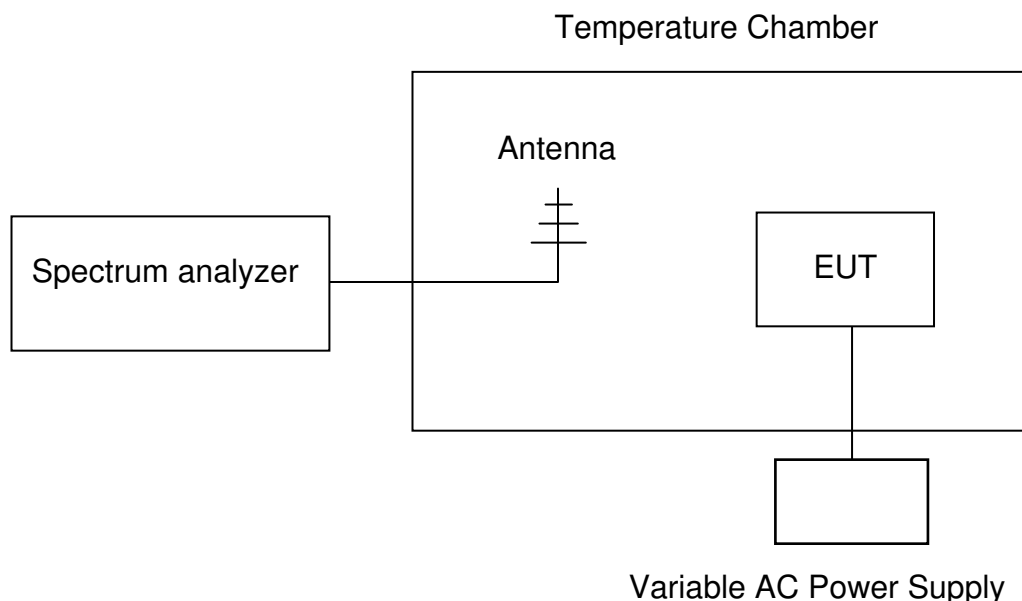 Temperature Chamber
Antenna
Spectrum analyzer
EUT
Variable AC Power Supply